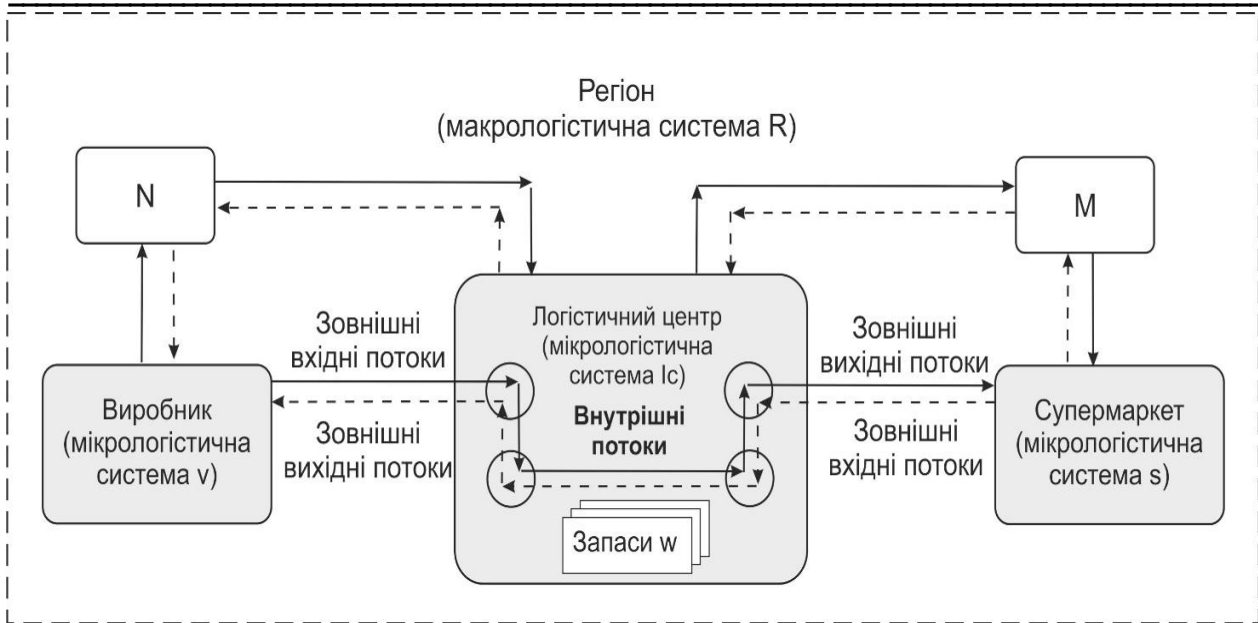 Регіон
(макрологістична система R)
N
M
Зовнішні
вхідні потоки
Логістичний центр
(мікрологістична
система lc)
Зовнішні
вихідні потоки
Виробник
(мікрологістична
система v)
Внутрішні
потоки
Супермаркет
(мікрологістична
система s)
Зовнішні
вихідні потоки
Зовнішні
вхідні потоки
Запаси w